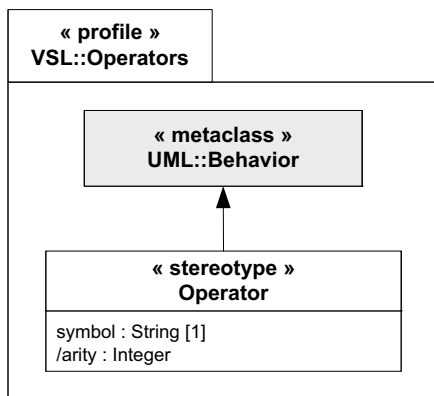 « profile »
VSL::Operators
« metaclass »
UML::Behavior
« stereotype »
Operator
symbol : String [1]
/arity : Integer